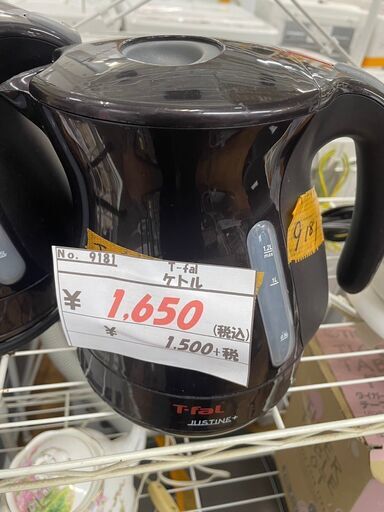 No. 9181
T-fal
ケトル
¥ 1,650 (税込)
¥ 1.500+税
9181
1.2L
max
1L
T-faL
JUSTINE+